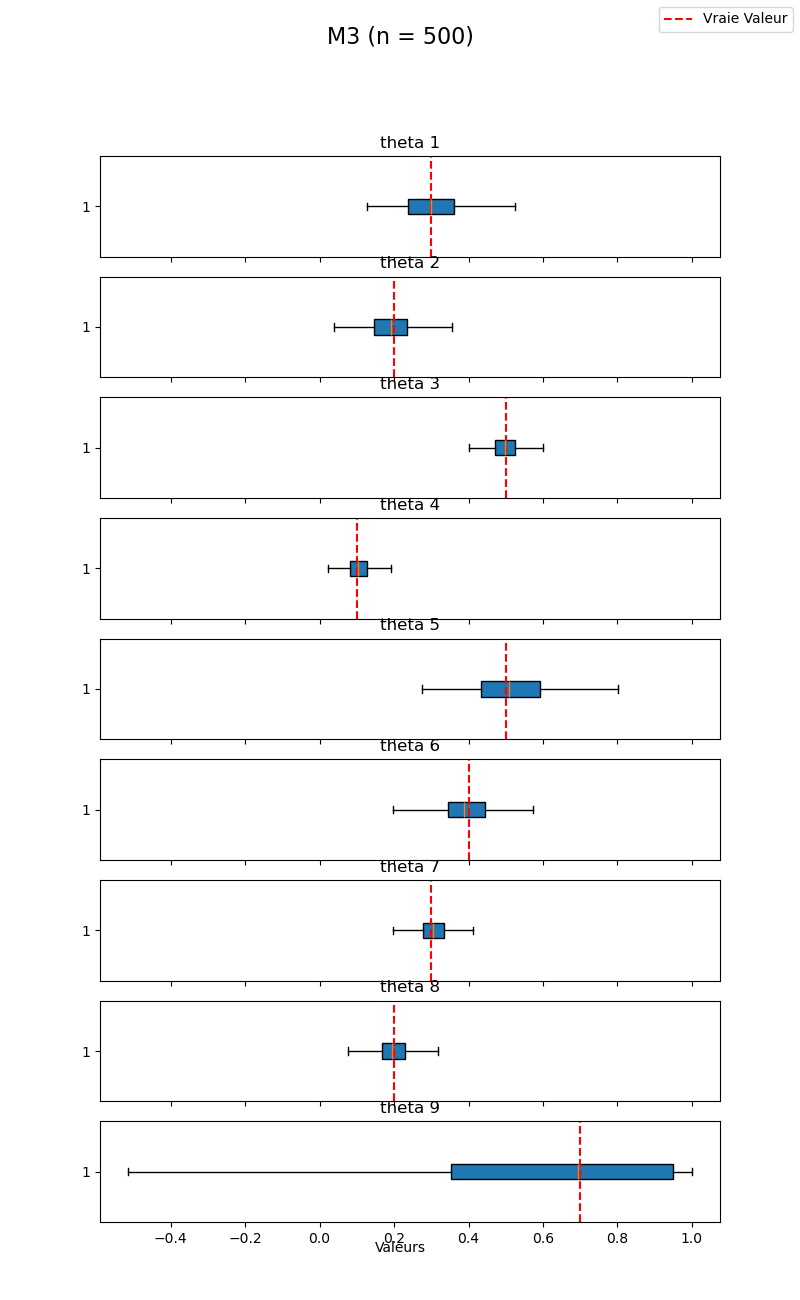 Vraie Valeur
M3 (n = 500)
theta 1
1
theta 2
1
theta 3
1
theta 4
1
theta 5
1
theta 6
1
theta 7
1
theta 8
1
theta 9
1
−0.4 −0.2 0.0 0.2 0.4 0.6 0.8 1.0
Valeurs